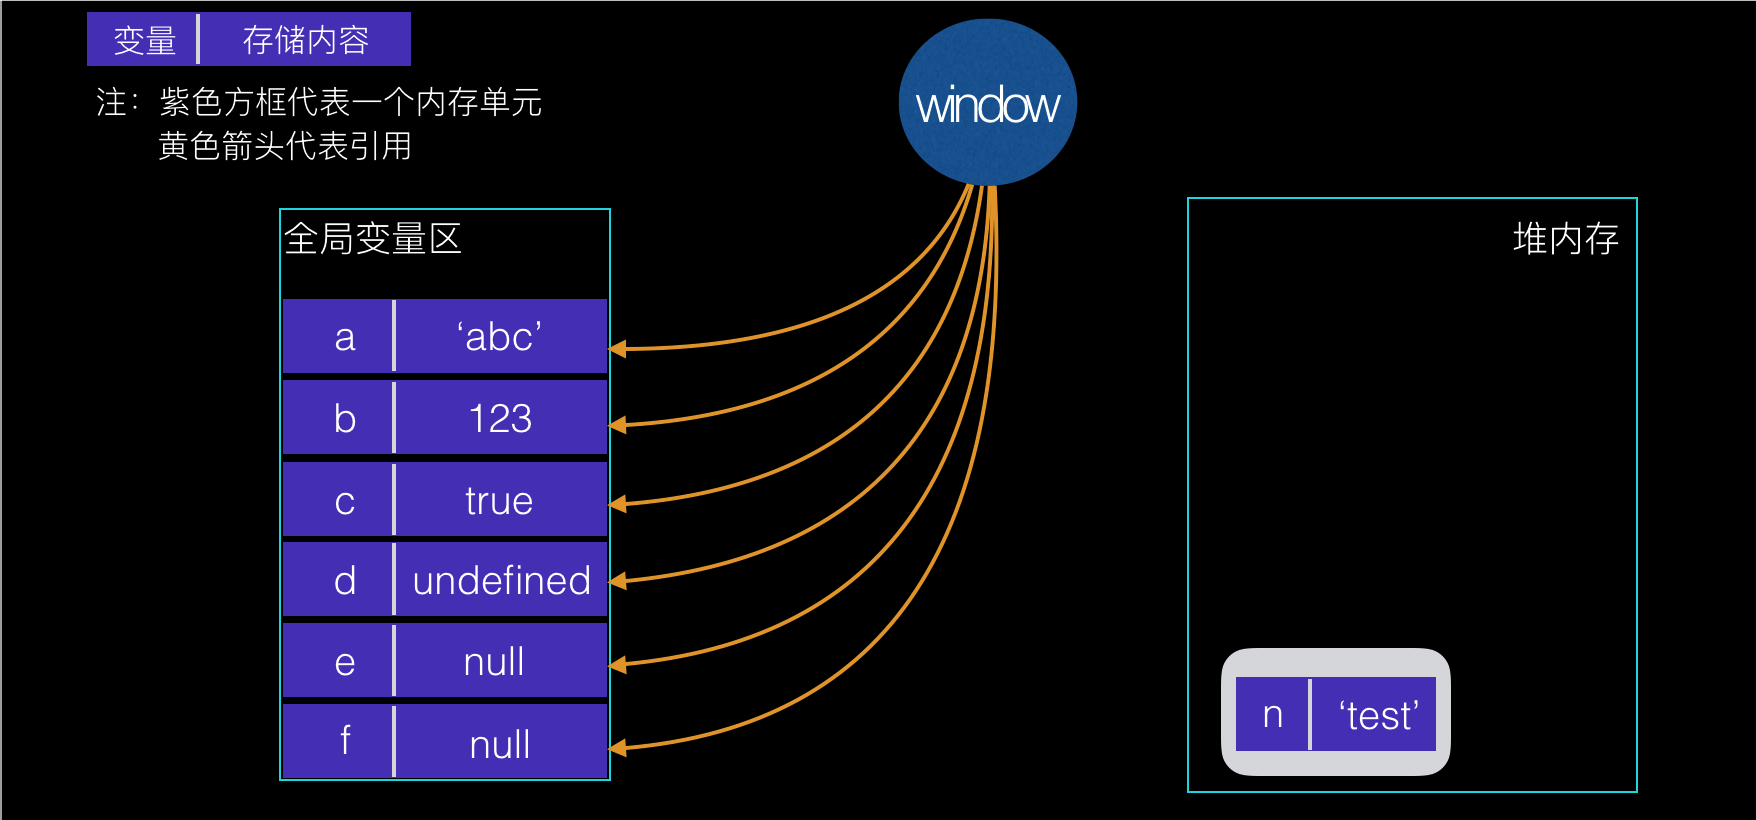 变量 存储内容
注：紫色方框代表一个内存单元
黄色箭头代表引用
window
全局变量区
a ‘abc’
b 123
c true
d undefined
e null
f null
堆内存
n ‘test’